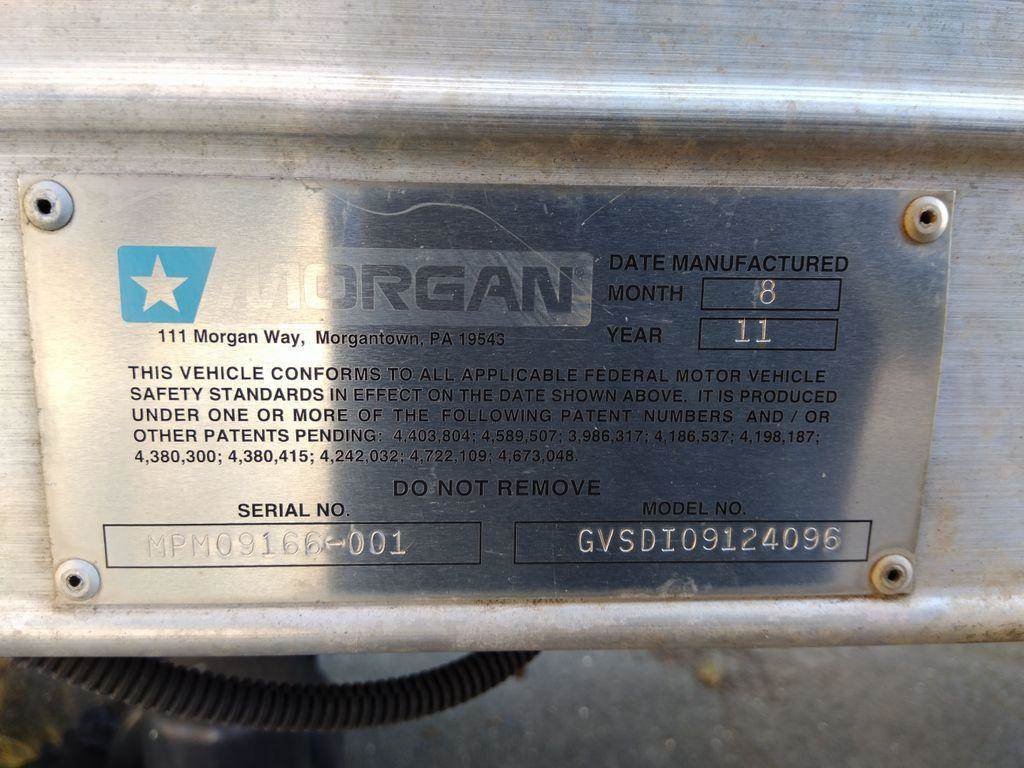 MORGAN
111 Morgan Way, Morgantown, PA 19543
DATE MANUFACTURED
MONTH 8
YEAR 11
THIS VEHICLE CONFORMS TO ALL APPLICABLE FEDERAL MOTOR VEHICLE
SAFETY STANDARDS IN EFFECT ON THE DATE SHOWN ABOVE. IT IS PRODUCED
UNDER ONE OR MORE OF THE FOLLOWING PATENT NUMBERS AND / OR
OTHER PATENTS PENDING: 4,403,804; 4,589,507; 3,986,317; 4,186,537; 4,198,187;
4,380,300; 4,380,415; 4,242,032; 4,722,109; 4,673,048.
DO NOT REMOVE
SERIAL NO.
MPM09166-001
MODEL NO.
GVSDI09124096